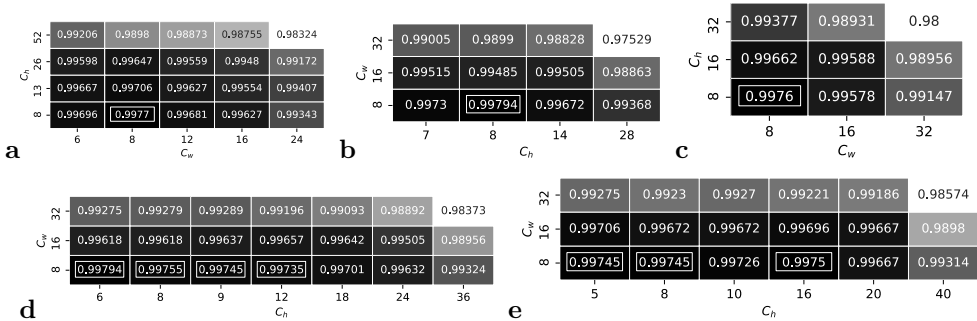 52 0.99206 0.9898 0.98873 0.98755 0.98324
26 0.99598 0.99647 0.99559 0.9948 0.99172
13 0.99667 0.99706 0.99627 0.99554 0.99407
8 0.99696 0.9977 0.99681 0.99627 0.99343
6 8 12 16 24
C_h
C_w
a
32 0.99005 0.9899 0.98828 0.97529
16 0.99515 0.99485 0.99505 0.98863
8 0.9973 0.99794 0.99672 0.99368
7 8 14 28
C_w
C_h
b
32 0.99377 0.98931 0.98
16 0.99662 0.99588 0.98956
8 0.9976 0.99578 0.99147
8 16 32
C_h
C_w
c
32 0.99275 0.99279 0.99289 0.99196 0.99093 0.98892 0.98373
16 0.99618 0.99618 0.99637 0.99657 0.99642 0.99505 0.98956
8 0.99794 0.99755 0.99745 0.99735 0.99701 0.99632 0.99324
6 8 9 12 18 24 36
C_w
C_h
d
32 0.99275 0.9923 0.9927 0.99221 0.99186 0.98574
16 0.99706 0.99672 0.99672 0.99696 0.99667 0.9898
8 0.99745 0.99745 0.99726 0.9975 0.99667 0.99314
5 8 10 16 20 40
C_w
C_h
e